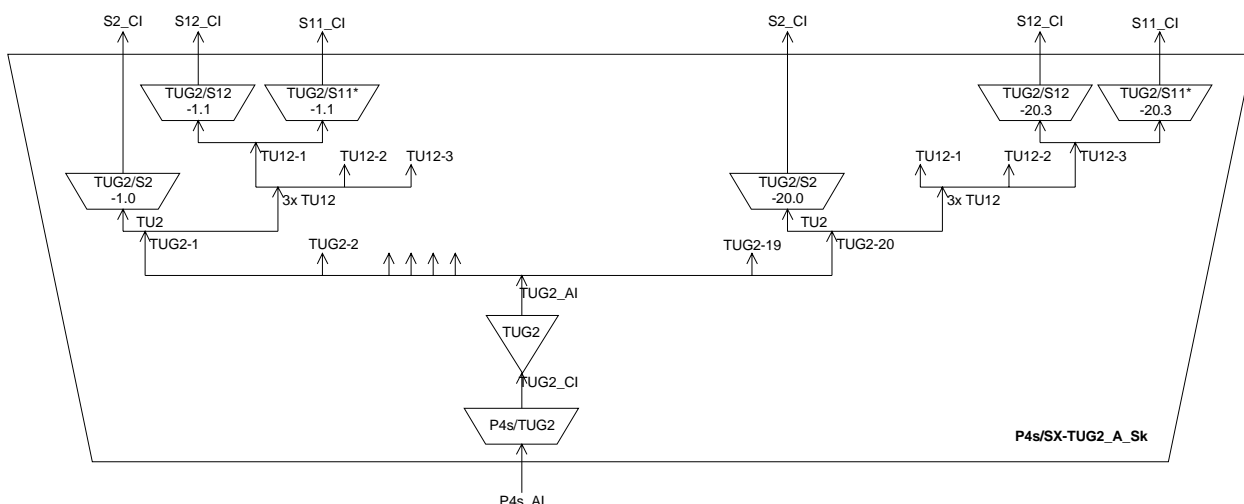 S2_CI S12_CI S11_CI S2_CI S12_CI S11_CI
TUG2/S12 TUG2/S11* TUG2/S12 TUG2/S11*
-1.1 -1.1 -20.3 -20.3
TU12-1 TU12-2 TU12-3 TU12-1 TU12-2 TU12-3
TUG2/S2 TUG2/S2
-1.0 3x TU12 -20.0 3x TU12
TU2 TU2
TUG2-1 TUG2-2 TUG2-19 TUG2-20
TUG2_AI
TUG2
TUG2_CI
P4s/TUG2
P4s/SX-TUG2_A_Sk
P4s_AI